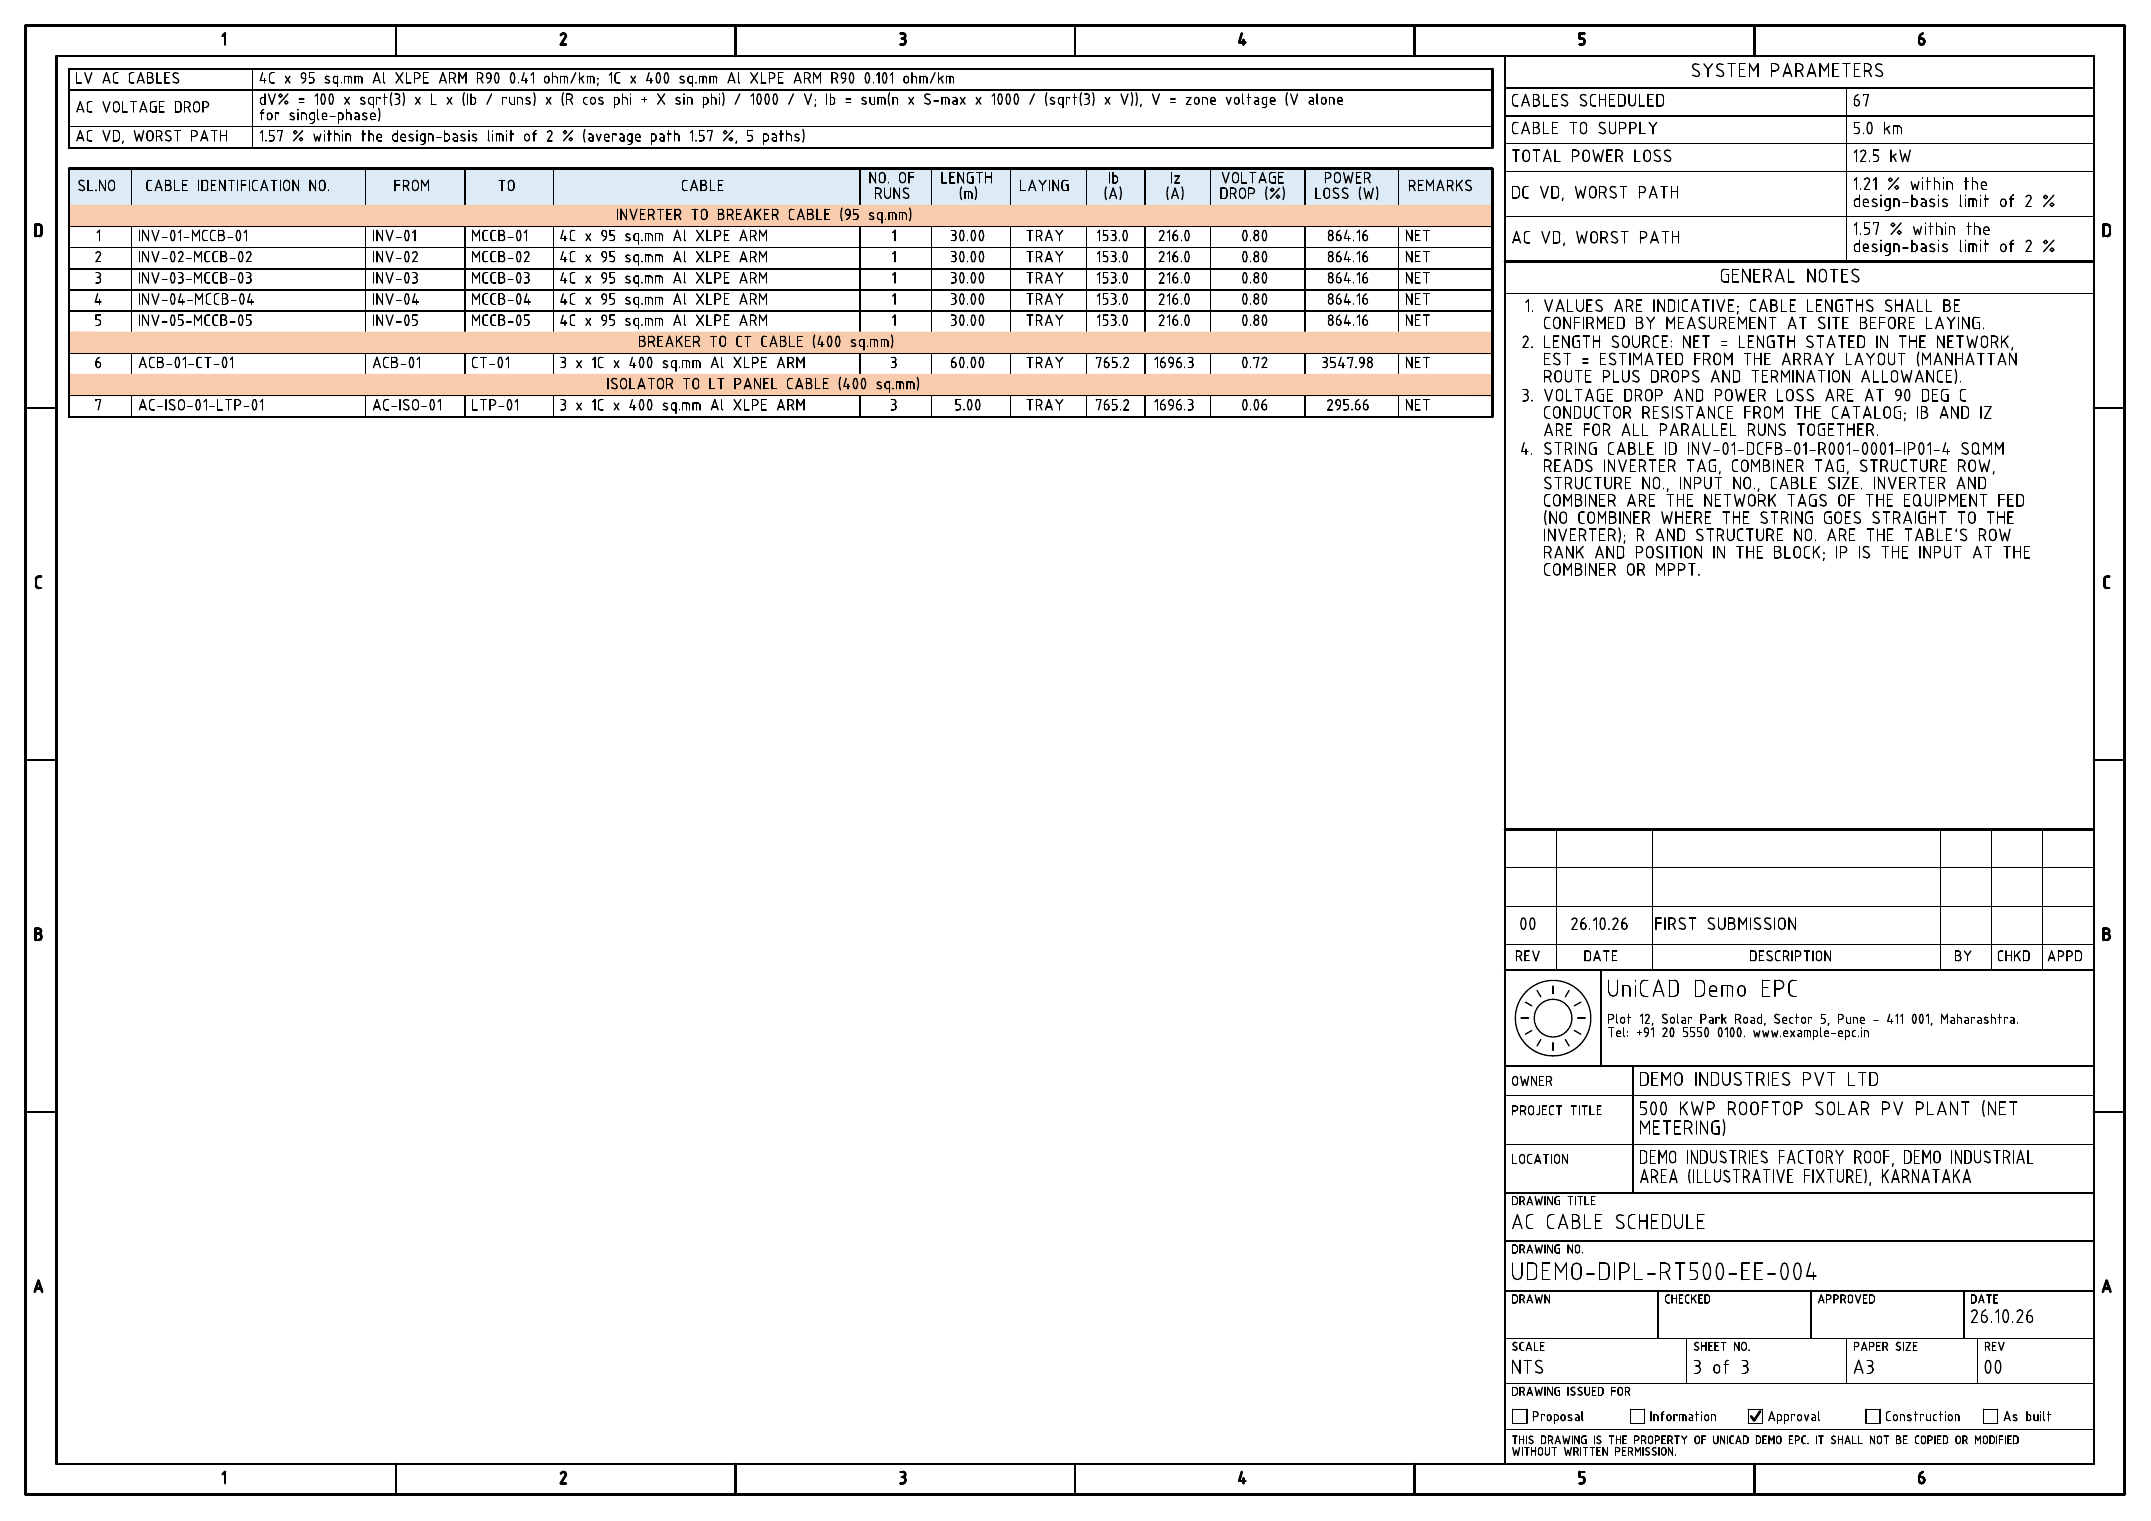 1 2 3 4 5 6
LV AC CABLES 4C x 95 sq.mm Al XLPE ARM R90 0.41 ohm/km; 1C x 400 sq.mm Al XLPE ARM R90 0.101 ohm/km
AC VOLTAGE DROP dV% = 100 x sqrt(3) x L x (Ib / runs) x (R cos phi + X sin phi) / 1000 / V; Ib = sum(n x S-max x 1000 / (sqrt(3) x V)), V = zone voltage (V alone
for single-phase)
AC VD, WORST PATH 1.57 % within the design-basis limit of 2 % (average path 1.57 %, 5 paths)
SL.NO CABLE IDENTIFICATION NO. FROM TO CABLE NO. OF RUNS LENGTH (m) LAYING Ib (A) Iz (A) VOLTAGE DROP (%) POWER LOSS (W) REMARKS
INVERTER TO BREAKER CABLE (95 sq.mm)
1 INV-01-MCCB-01 INV-01 MCCB-01 4C x 95 sq.mm Al XLPE ARM 1 30.00 TRAY 153.0 216.0 0.80 864.16 NET
2 INV-02-MCCB-02 INV-02 MCCB-02 4C x 95 sq.mm Al XLPE ARM 1 30.00 TRAY 153.0 216.0 0.80 864.16 NET
3 INV-03-MCCB-03 INV-03 MCCB-03 4C x 95 sq.mm Al XLPE ARM 1 30.00 TRAY 153.0 216.0 0.80 864.16 NET
4 INV-04-MCCB-04 INV-04 MCCB-04 4C x 95 sq.mm Al XLPE ARM 1 30.00 TRAY 153.0 216.0 0.80 864.16 NET
5 INV-05-MCCB-05 INV-05 MCCB-05 4C x 95 sq.mm Al XLPE ARM 1 30.00 TRAY 153.0 216.0 0.80 864.16 NET
BREAKER TO CT CABLE (400 sq.mm)
6 ACB-01-CT-01 ACB-01 CT-01 3 x 1C x 400 sq.mm Al XLPE ARM 3 60.00 TRAY 765.2 1696.3 0.72 3547.98 NET
ISOLATOR TO LT PANEL CABLE (400 sq.mm)
7 AC-ISO-01-LTP-01 AC-ISO-01 LTP-01 3 x 1C x 400 sq.mm Al XLPE ARM 3 5.00 TRAY 765.2 1696.3 0.06 295.66 NET
SYSTEM PARAMETERS
CABLES SCHEDULED 67
CABLE TO SUPPLY 5.0 km
TOTAL POWER LOSS 12.5 kW
DC VD, WORST PATH 1.21 % within the
design-basis limit of 2 %
AC VD, WORST PATH 1.57 % within the
design-basis limit of 2 %
GENERAL NOTES
1. VALUES ARE INDICATIVE; CABLE LENGTHS SHALL BE
CONFIRMED BY MEASUREMENT AT SITE BEFORE LAYING.
2. LENGTH SOURCE: NET = LENGTH STATED IN THE NETWORK,
EST = ESTIMATED FROM THE ARRAY LAYOUT (MANHATTAN
ROUTE PLUS DROPS AND TERMINATION ALLOWANCE).
3. VOLTAGE DROP AND POWER LOSS ARE AT 90 DEG C
CONDUCTOR RESISTANCE FROM THE CATALOG; IB AND IZ
ARE FOR ALL PARALLEL RUNS TOGETHER.
4. STRING CABLE ID INV-01-DCFB-01-R001-0001-IP01-4 SQMM
READS INVERTER TAG, COMBINER TAG, STRUCTURE ROW,
STRUCTURE NO., INPUT NO., CABLE SIZE. INVERTER AND
COMBINER ARE THE NETWORK TAGS OF THE EQUIPMENT FED
(NO COMBINER WHERE THE STRING GOES STRAIGHT TO THE
INVERTER); R AND STRUCTURE NO. ARE THE TABLE'S ROW
RANK AND POSITION IN THE BLOCK; IP IS THE INPUT AT THE
COMBINER OR MPPT.
D D
C C
B B
A A
00 26.10.26 FIRST SUBMISSION
REV DATE DESCRIPTION BY CHKD APPD
UniCAD Demo EPC
Plot 12, Solar Park Road, Sector 5, Pune - 411 001, Maharashtra.
Tel: +91 20 5550 0100. www.example-epc.in
OWNER DEMO INDUSTRIES PVT LTD
PROJECT TITLE 500 KWP ROOFTOP SOLAR PV PLANT (NET
METERING)
LOCATION DEMO INDUSTRIES FACTORY ROOF, DEMO INDUSTRIAL
AREA (ILLUSTRATIVE FIXTURE), KARNATAKA
DRAWING TITLE
AC CABLE SCHEDULE
DRAWING NO.
UDEMO-DIPL-RT500-EE-004
DRAWN CHECKED APPROVED DATE
26.10.26
SCALE SHEET NO. PAPER SIZE REV
NTS 3 of 3 A3 00
DRAWING ISSUED FOR
Proposal Information Approval Construction As built
THIS DRAWING IS THE PROPERTY OF UNICAD DEMO EPC. IT SHALL NOT BE COPIED OR MODIFIED
WITHOUT WRITTEN PERMISSION.
1 2 3 4 5 6